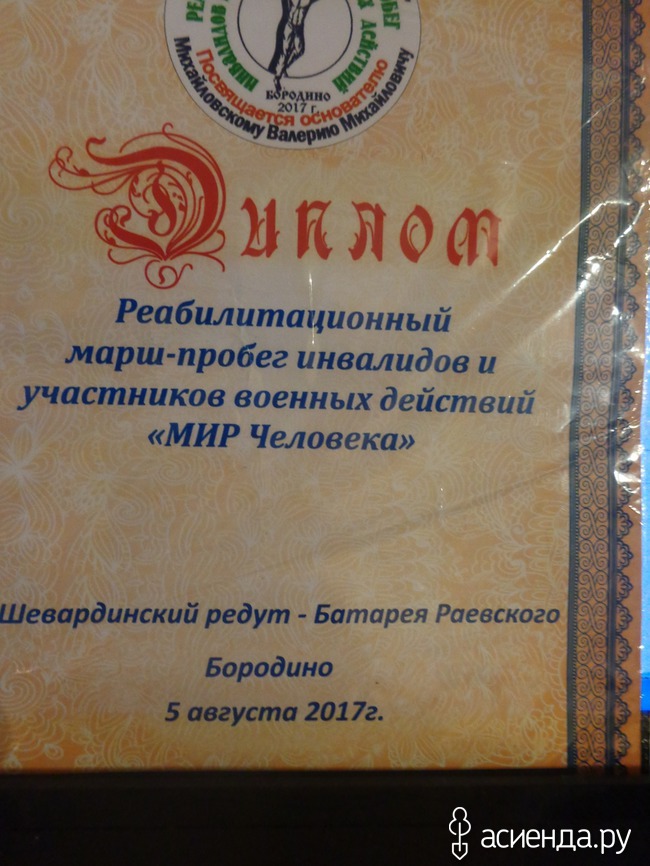 БОРОДИНО
2017 г.
Посвящается основателю
Михайловскому Валерию Михайловичу
Диплом
Реабилитационный
марш-пробег инвалидов и
участников военных действий
«МИР Человека»
Шевардинский редут - Батарея Раевского
Бородино
5 августа 2017г.
асиенда.ру